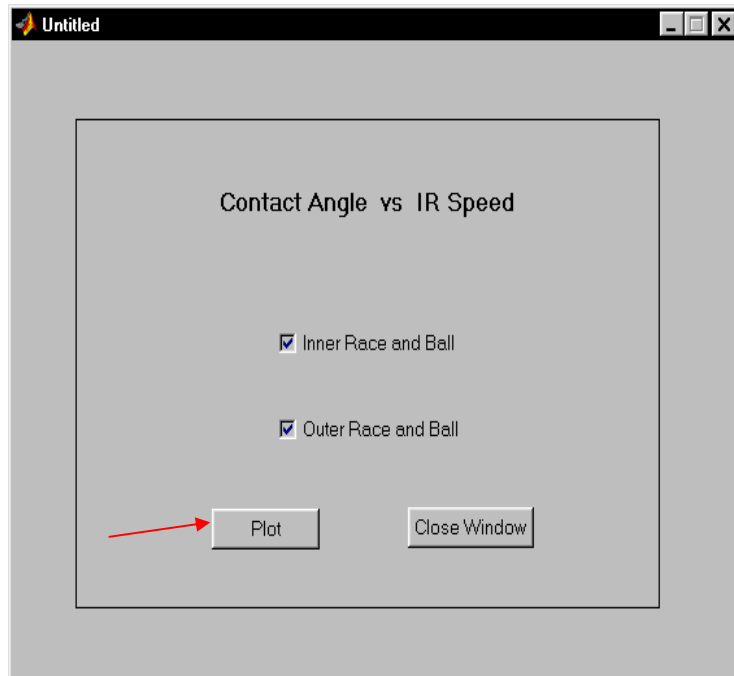 Untitled
Contact Angle vs IR Speed
Inner Race and Ball
Outer Race and Ball
Plot
Close Window